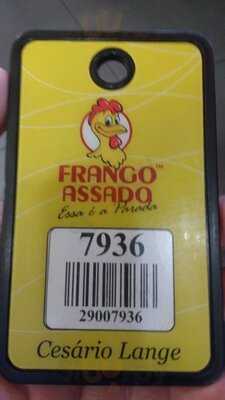 FRANGO™
ASSADO
Essa é a Parada
7936
29007936
Cesário Lange